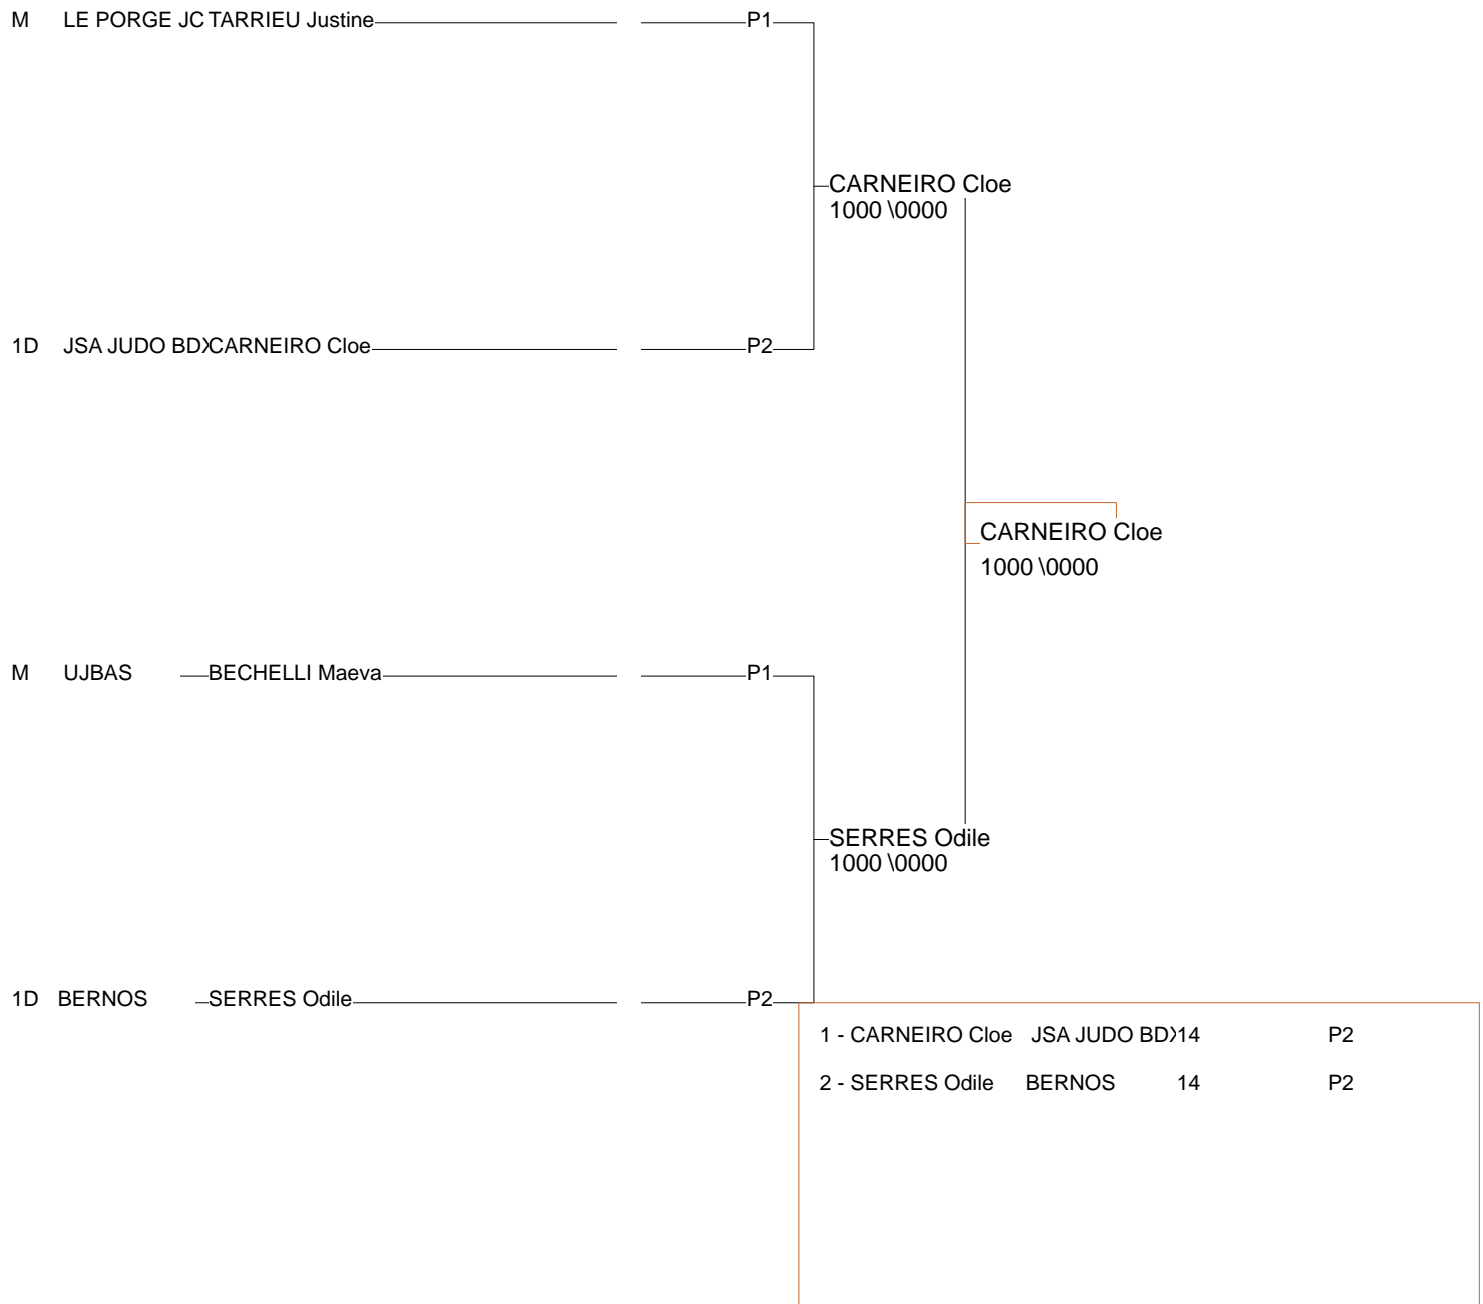 M LE PORGE JC TARRIEU Justine P1
CARNEIRO Cloe
1000 \0000
1D JSA JUDO BDX CARNEIRO Cloe P2
CARNEIRO Cloe
1000 \0000
M UJBAS BECHELLI Maeva P1
SERRES Odile
1000 \0000
1D BERNOS SERRES Odile P2
1 - CARNEIRO Cloe JSA JUDO BDX 14 P2
2 - SERRES Odile BERNOS 14 P2